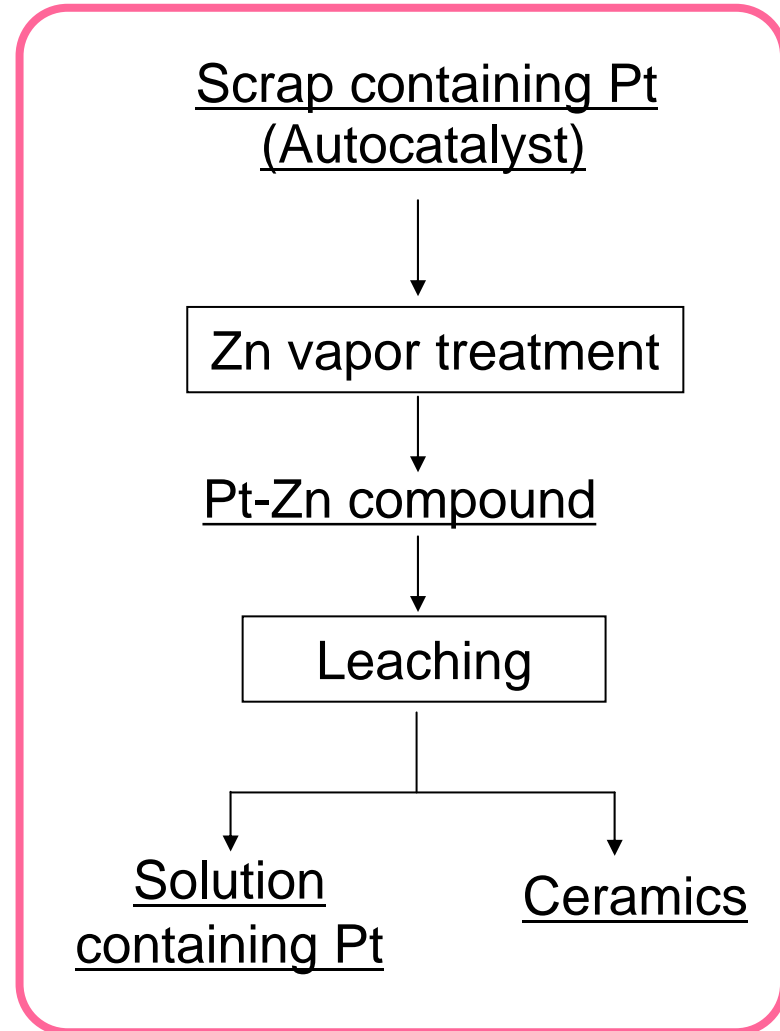 Scrap containing Pt
(Autocatalyst)
Zn vapor treatment
Pt-Zn compound
Leaching
Solution
containing Pt
Ceramics